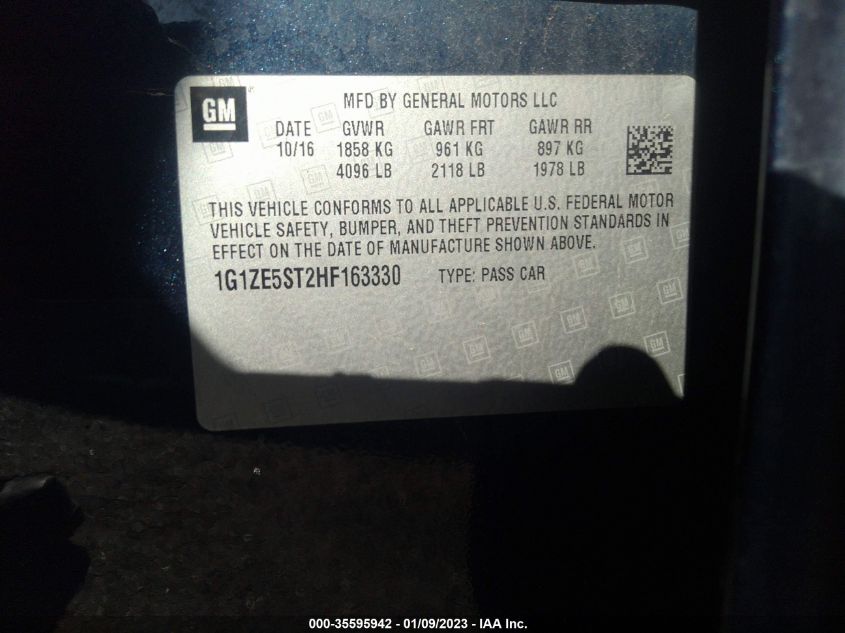 GM
MFD BY GENERAL MOTORS LLC
DATE GVWR GAWR FRT GAWR RR
10/16 1858 KG 961 KG 897 KG
4096 LB 2118 LB 1978 LB
THIS VEHICLE CONFORMS TO ALL APPLICABLE U.S. FEDERAL MOTOR
VEHICLE SAFETY, BUMPER, AND THEFT PREVENTION STANDARDS IN
EFFECT ON THE DATE OF MANUFACTURE SHOWN ABOVE.
1G1ZE5ST2HF163330 TYPE: PASS CAR
000-35595942 - 01/09/2023 - IAA Inc.